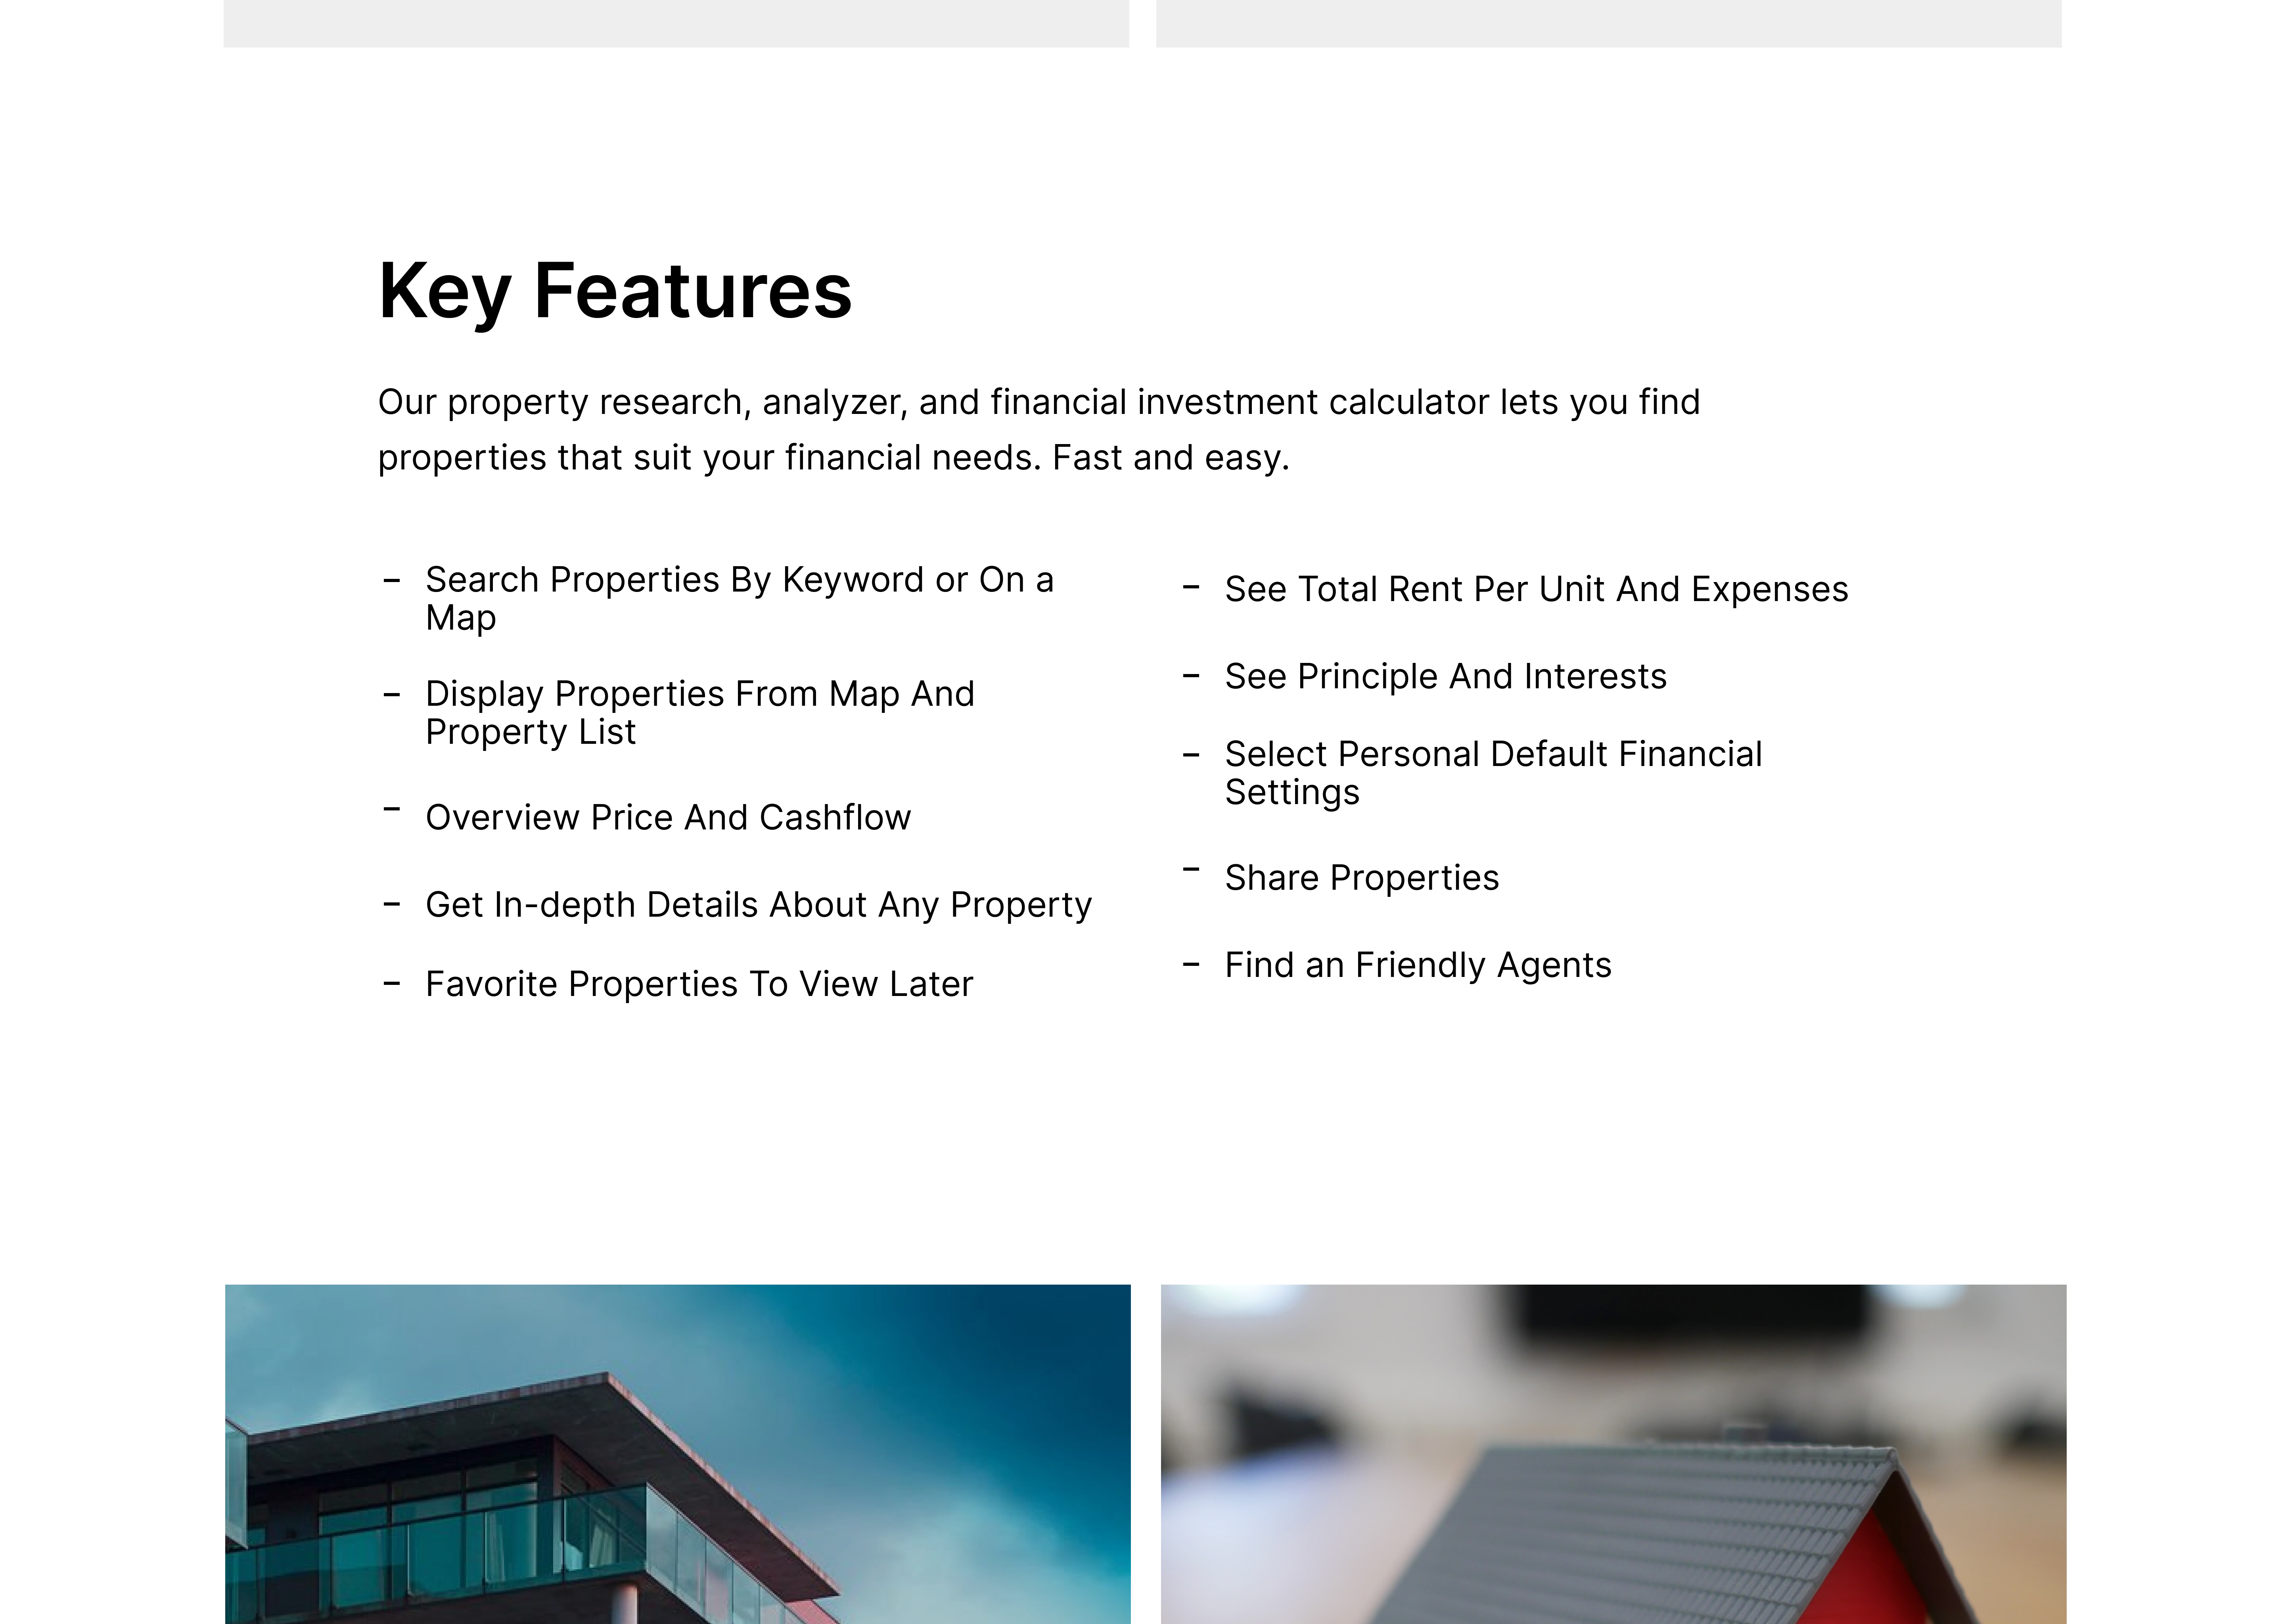 Key Features
Our property research, analyzer, and financial investment calculator lets you find
properties that suit your financial needs. Fast and easy.
– Search Properties By Keyword or On a
Map
– Display Properties From Map And
Property List
– Overview Price And Cashflow
– Get In-depth Details About Any Property
– Favorite Properties To View Later
– See Total Rent Per Unit And Expenses
– See Principle And Interests
– Select Personal Default Financial
Settings
– Share Properties
– Find an Friendly Agents